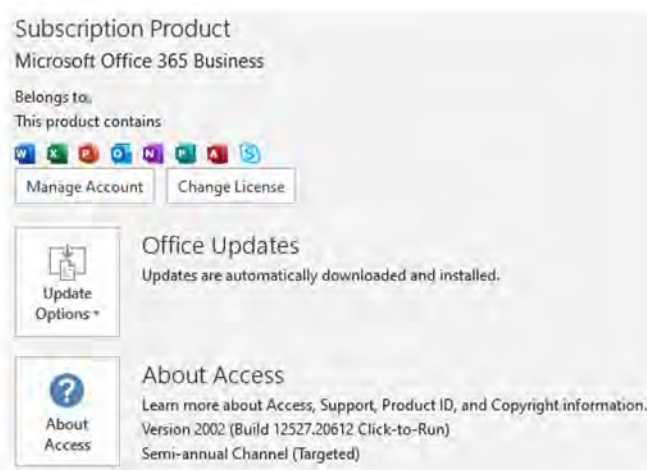 Subscription Product
Microsoft Office 365 Business
Belongs to:
This product contains
W X P O N P A S
Manage Account Change License
Office Updates
Updates are automatically downloaded and installed.
Update
Options
About Access
Learn more about Access, Support, Product ID, and Copyright information.
About
Access
Version 2002 (Build 12527.20612 Click-to-Run)
Semi-annual Channel (Targeted)